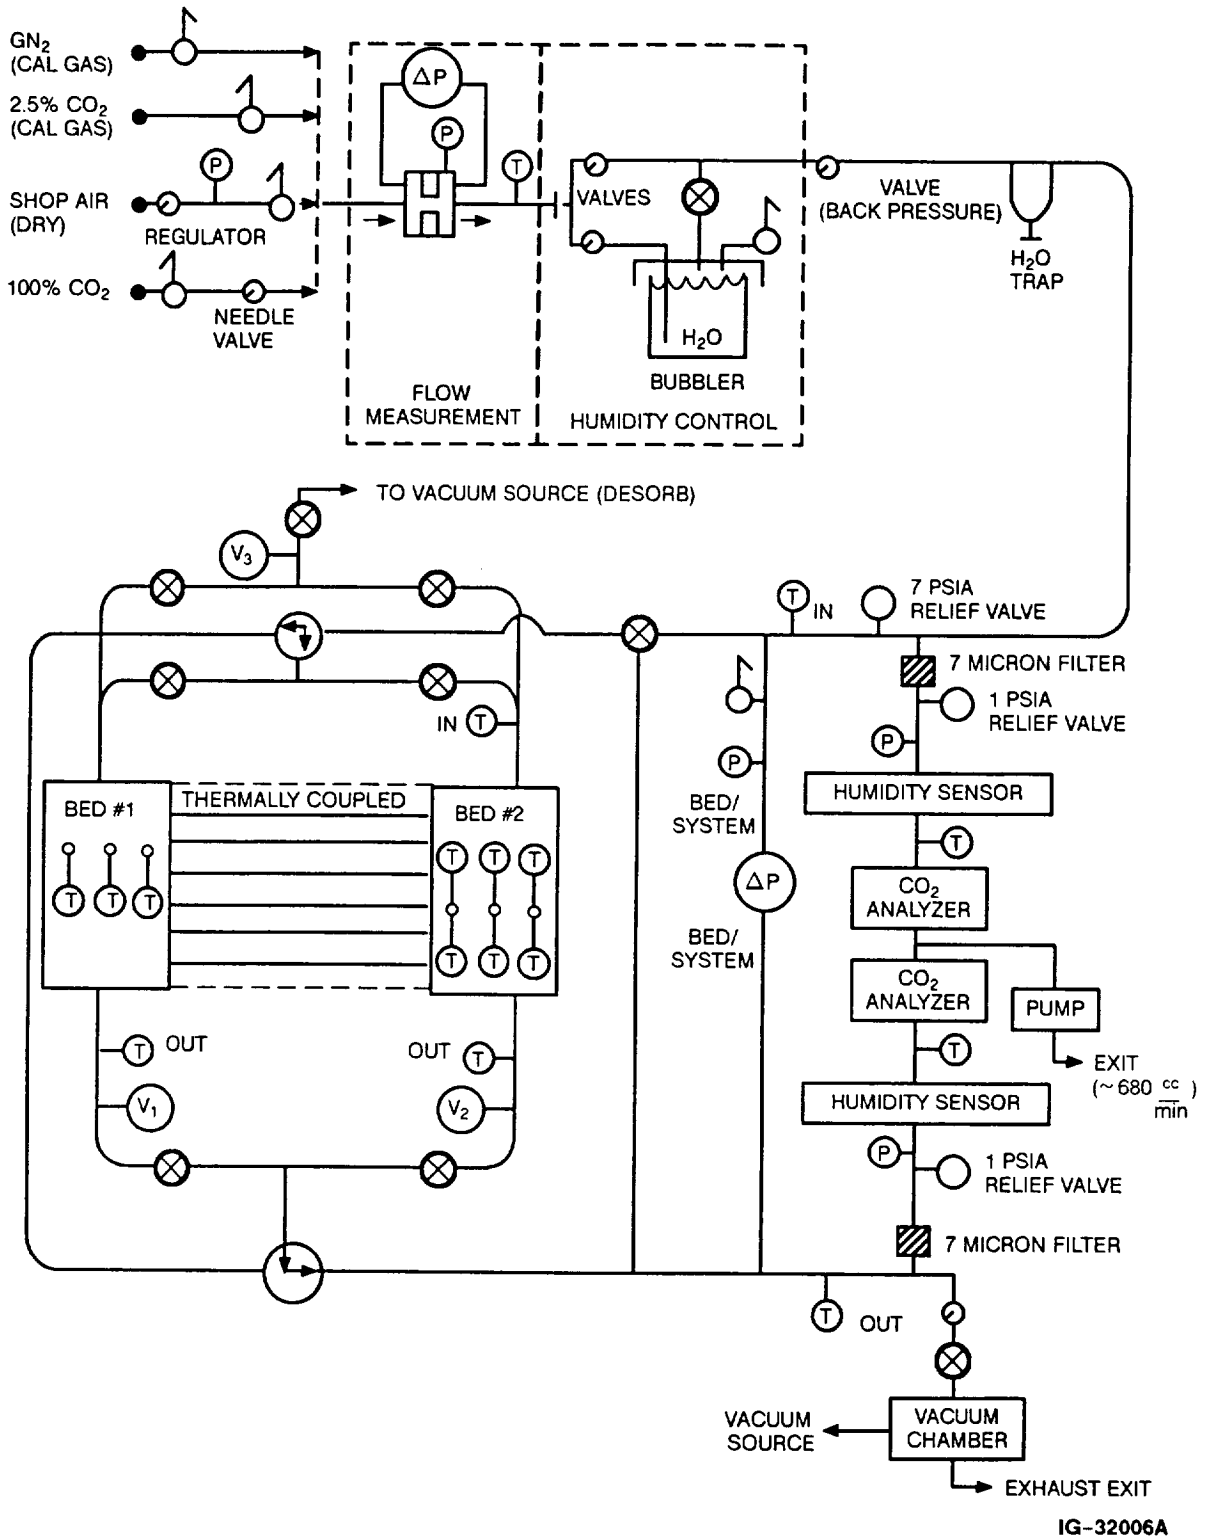 GN₂
(CAL GAS)
2.5% CO₂
(CAL GAS)
SHOP AIR
(DRY)
REGULATOR
100% CO₂
NEEDLE
VALVE
P
ΔP
P
T
FLOW
MEASUREMENT
VALVES
H₂O
BUBBLER
HUMIDITY CONTROL
VALVE
(BACK PRESSURE)
H₂O
TRAP
TO VACUUM SOURCE (DESORB)
V₃
IN T
BED #1
THERMALLY COUPLED
BED #2
T T T
T T T
T T T
T OUT
OUT T
V₁
V₂
T IN
7 PSIA
RELIEF VALVE
7 MICRON FILTER
1 PSIA
RELIEF VALVE
P
P
BED/
SYSTEM
ΔP
BED/
SYSTEM
HUMIDITY SENSOR
T
CO₂
ANALYZER
CO₂
ANALYZER
PUMP
T
EXIT
(~680 cc/min)
HUMIDITY SENSOR
P
1 PSIA
RELIEF VALVE
7 MICRON FILTER
T OUT
VACUUM
SOURCE
VACUUM
CHAMBER
EXHAUST EXIT
IG-32006A